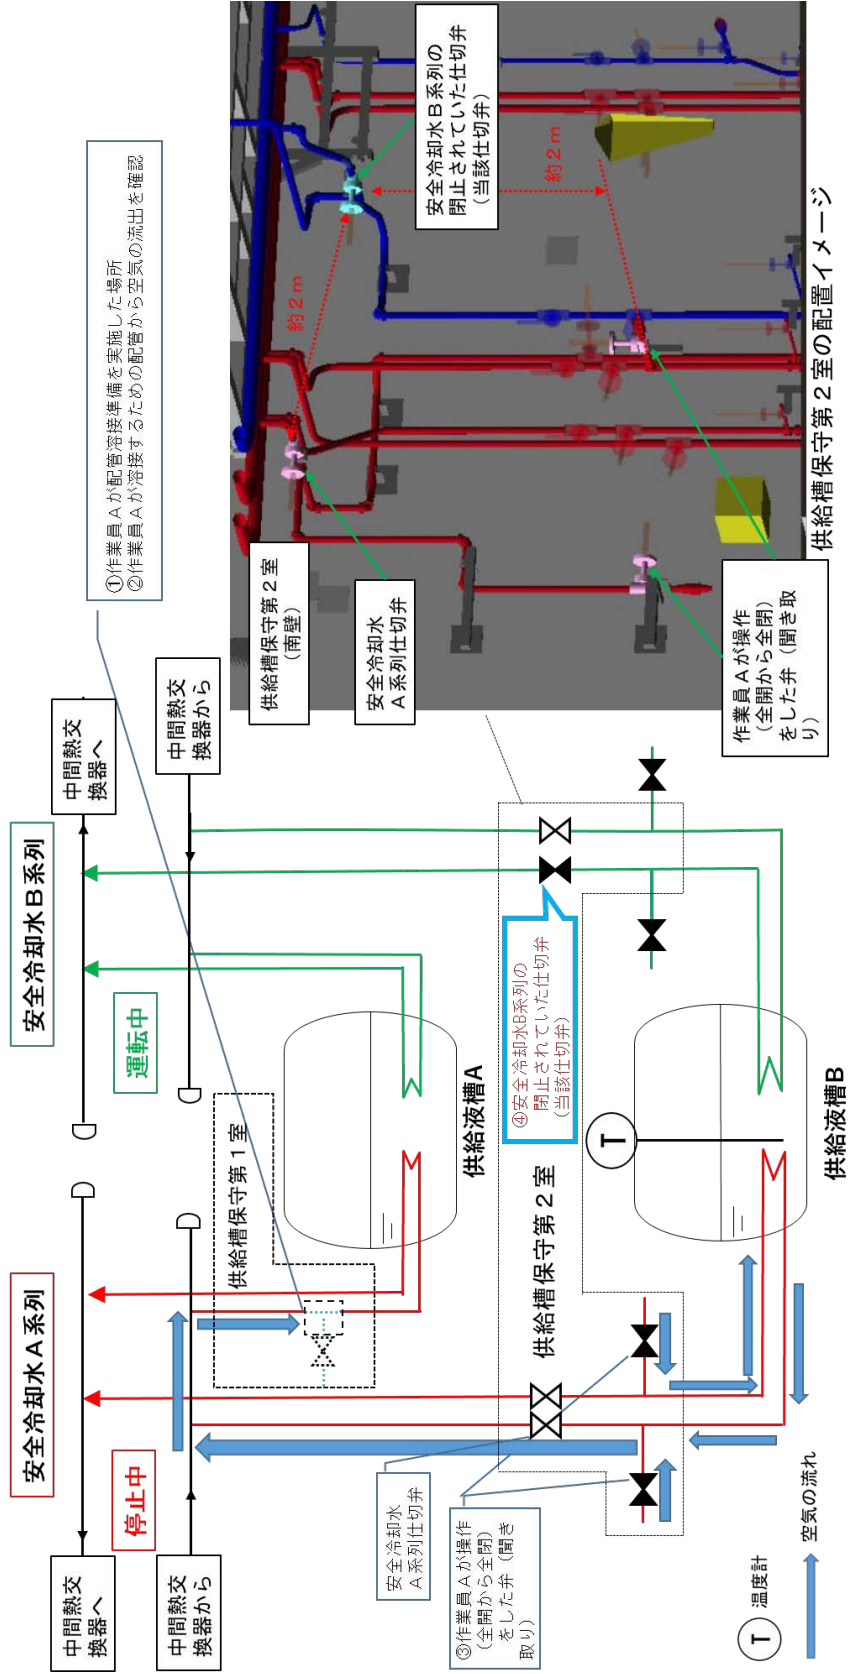 安全冷却水A系列
安全冷却水B系列
停止中
運転中
中間熱交
換器へ
中間熱交
換器から
中間熱交
換器へ
中間熱交
換器から
①作業員Aが配管溶接準備を実施した場所
②作業員Aが溶接するための配管から空気の流出を確認
供給槽保守第1室
供給液槽A
安全冷却水
A系列仕切弁
③作業員Aが操作
(全開から全閉)
をした弁（聞き
取り)
供給槽保守第2室
④安全冷却水B系列の
閉止されていた仕切弁
(当該仕切弁)
T
供給液槽B
T
温度計
空気の流れ
供給槽保守第2室
(南壁)
安全冷却水
A系列仕切弁
約2m
安全冷却水B系列の
閉止されていた仕切弁
(当該仕切弁)
約2m
作業員Aが操作
(全開から全閉)
をした弁（聞き取
り)
供給槽保守第2室の配置イメージ